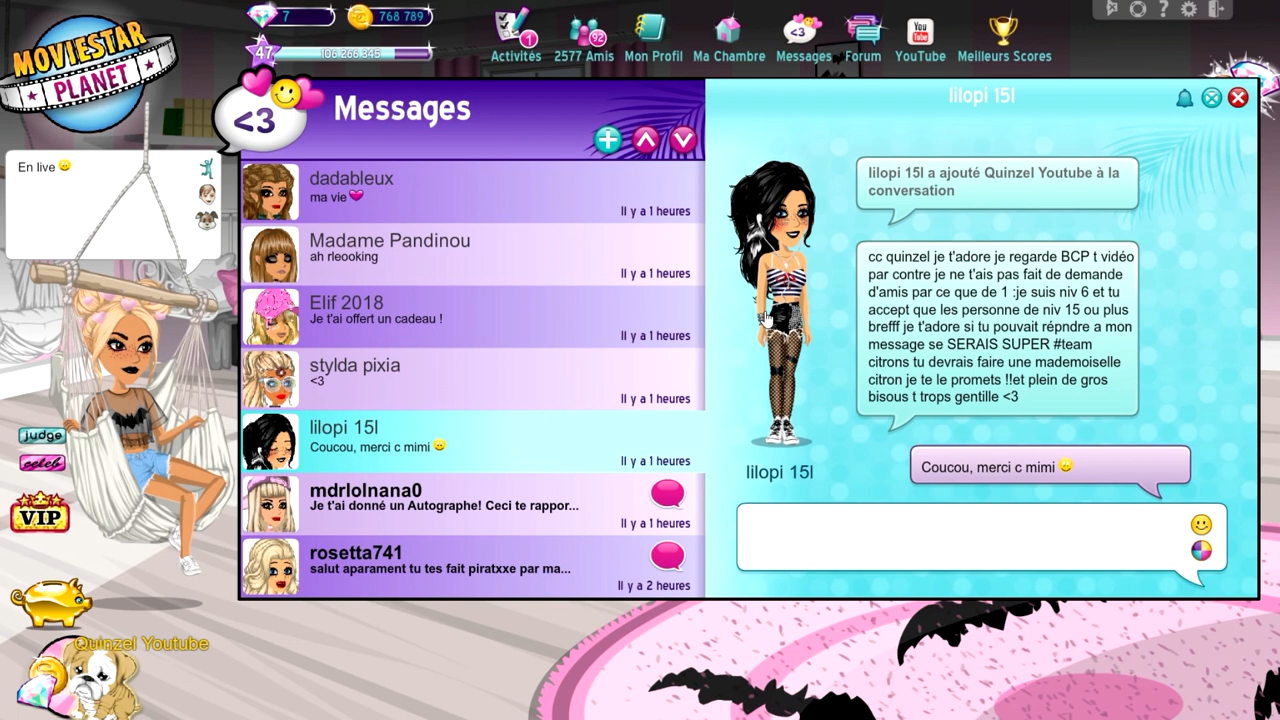 MOVIESTAR
PLANET
7
768 789
47
106.266.345
1
92
<3
You
Tube
Activités
2577 Amis
Mon Profil
Ma Chambre
Messages
Forum
YouTube
Meilleurs Scores
En live
judge
celeb
VIP
Quinzel Youtube
<3
Messages
dadableux
ma vie
Il y a 1 heures
Madame Pandinou
ah rleooking
Il y a 1 heures
Elif 2018
Je t'ai offert un cadeau !
Il y a 1 heures
stylda pixia
<3
Il y a 1 heures
lilopi 15l
Coucou, merci c mimi
Il y a 1 heures
mdrlolnana0
Je t'ai donné un Autographe! Ceci te rappor...
Il y a 1 heures
rosetta741
salut aparament tu tes fait piratxxe par ma...
Il y a 2 heures
lilopi 15l
lilopi 15l a ajouté Quinzel Youtube à la
conversation
cc quinzel je t'adore je regarde BCP t vidéo
par contre je ne t'ais pas fait de demande
d'amis par ce que de 1 :je suis niv 6 et tu
accept que les personne de niv 15 ou plus
brefff je t'adore si tu pouvait répndre a mon
message se SERAIS SUPER #team
citrons tu devrais faire une mademoiselle
citron je te le promets !!et plein de gros
bisous t trops gentille <3
lilopi 15l
Coucou, merci c mimi